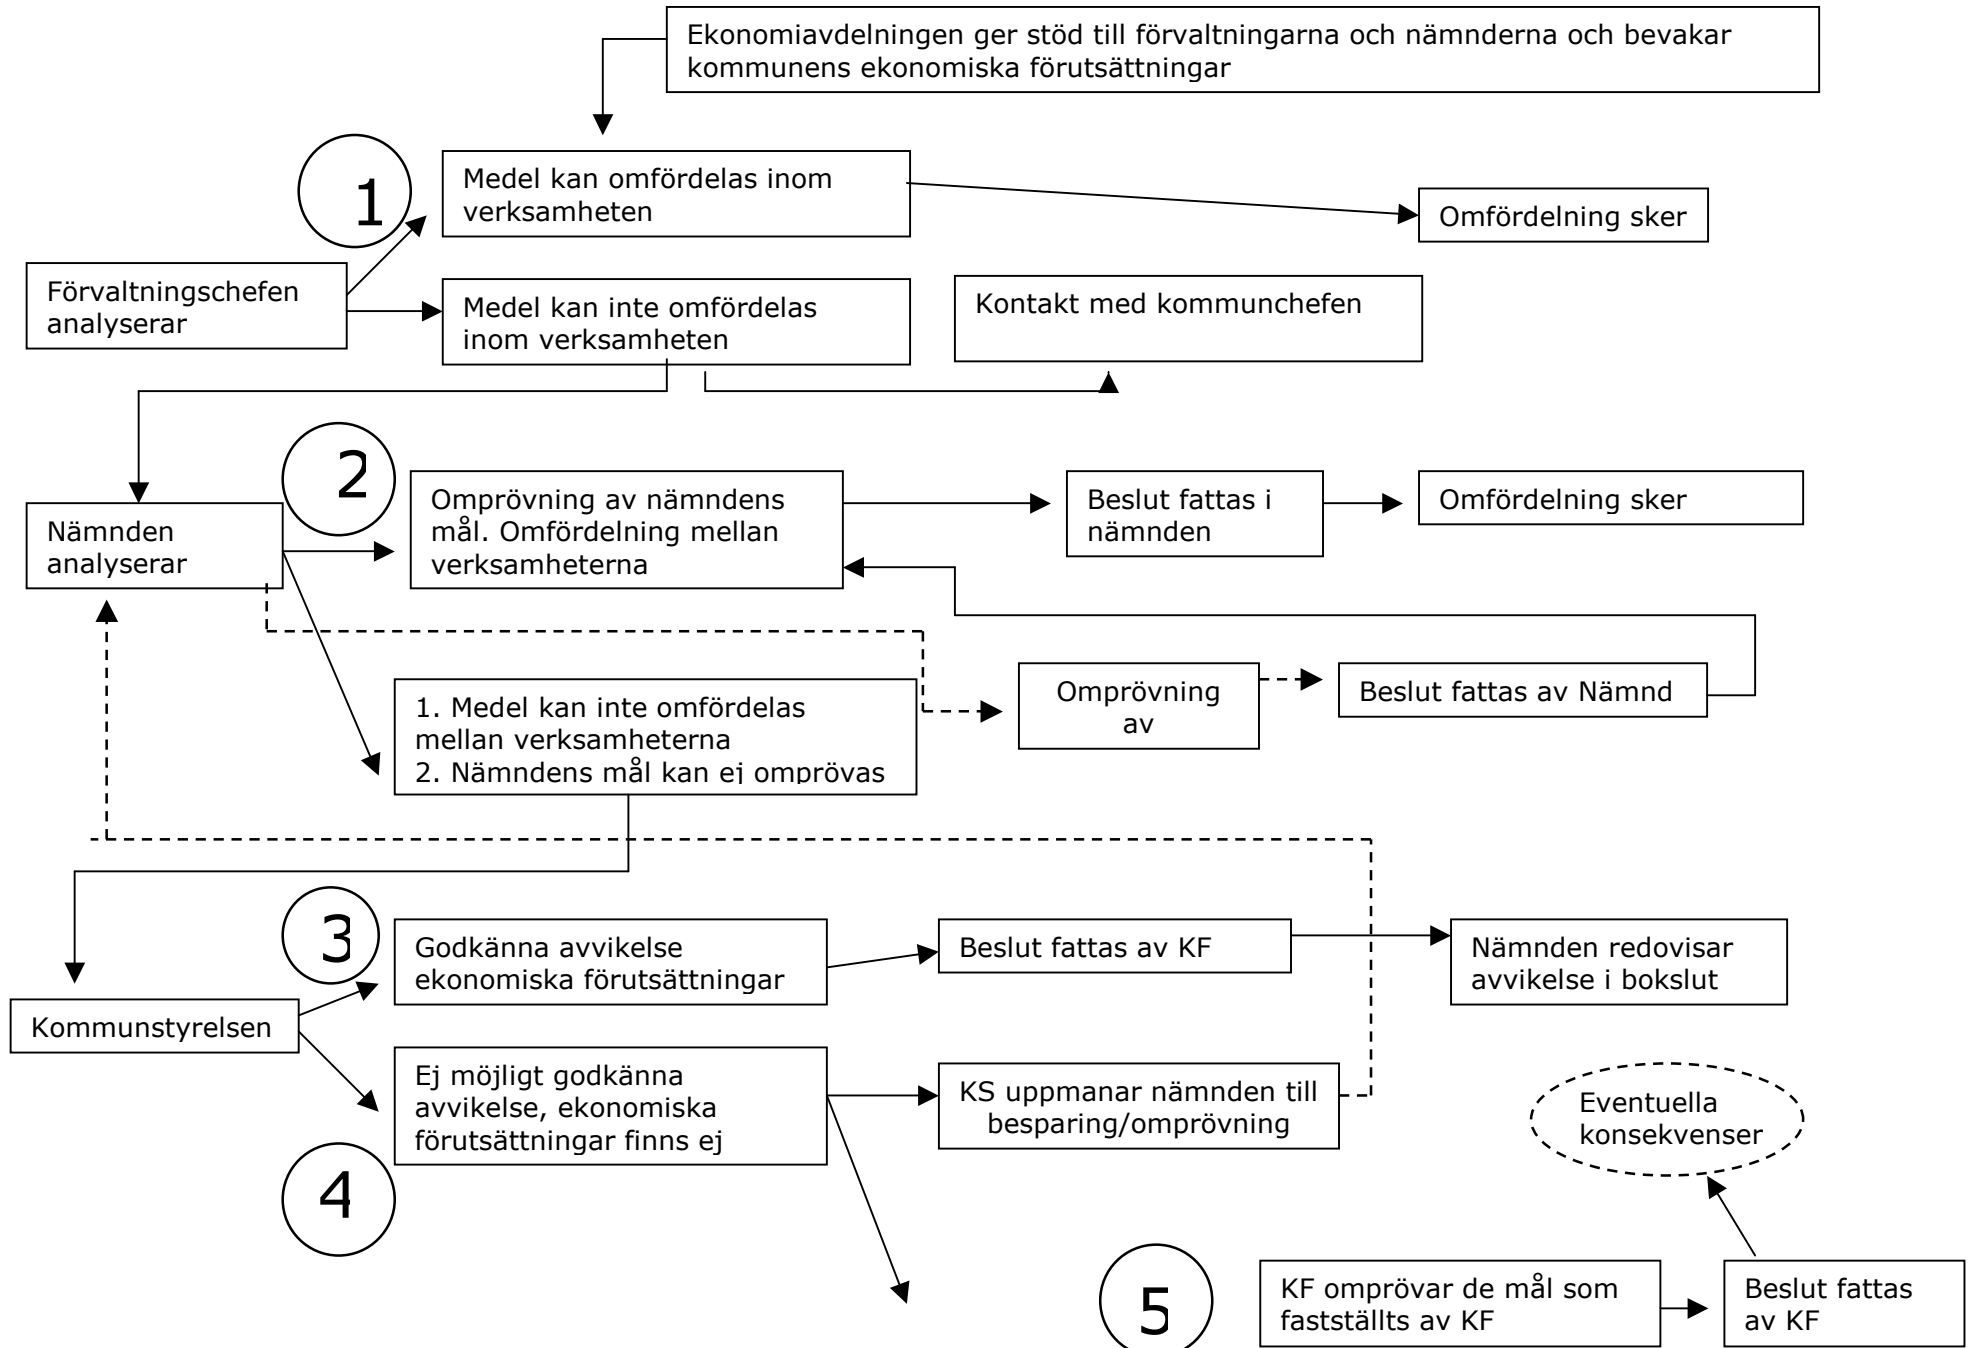 Ekonomiavdelningen ger stöd till förvaltningarna och nämnderna och bevakar
kommunens ekonomiska förutsättningar
1
Medel kan omfördelas inom
verksamheten
Omfördelning sker
Förvaltningschefen
analyserar
Medel kan inte omfördelas
inom verksamheten
Kontakt med kommunchefen
2
Nämnden
analyserar
Omprövning av nämndens
mål. Omfördelning mellan
verksamheterna
Beslut fattas i
nämnden
Omfördelning sker
1. Medel kan inte omfördelas
mellan verksamheterna
2. Nämndens mål kan ej omprövas
Omprövning
av
Beslut fattas av Nämnd
3
Godkänna avvikelse
ekonomiska förutsättningar
Beslut fattas av KF
Nämnden redovisar
avvikelse i bokslut
Kommunstyrelsen
Ej möjligt godkänna
avvikelse, ekonomiska
förutsättningar finns ej
KS uppmanar nämnden till
besparing/omprövning
Eventuella
konsekvenser
4
5
KF omprövar de mål som
fastställts av KF
Beslut fattas
av KF